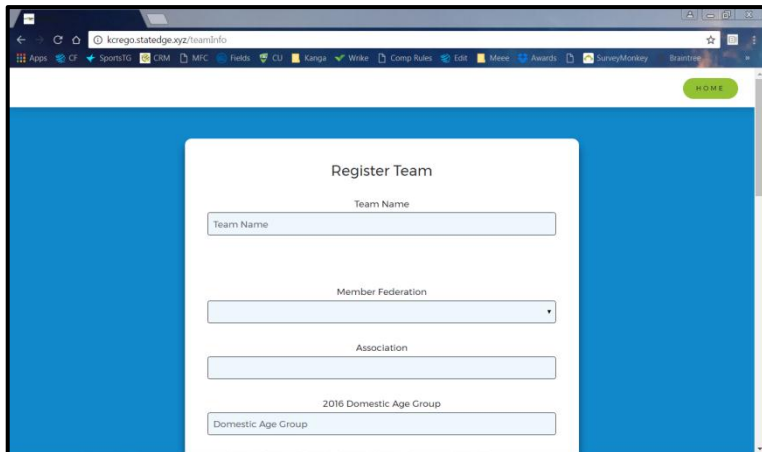 kcrego.statedge.xyz/teamInfo
Apps CF SportsTG CRM MFC Fields CU Kanga Wrike Comp Rules Edit Meee Awards SurveyMonkey Braintree »
HOME
Register Team
Team Name
Team Name
Member Federation
Association
2016 Domestic Age Group
Domestic Age Group